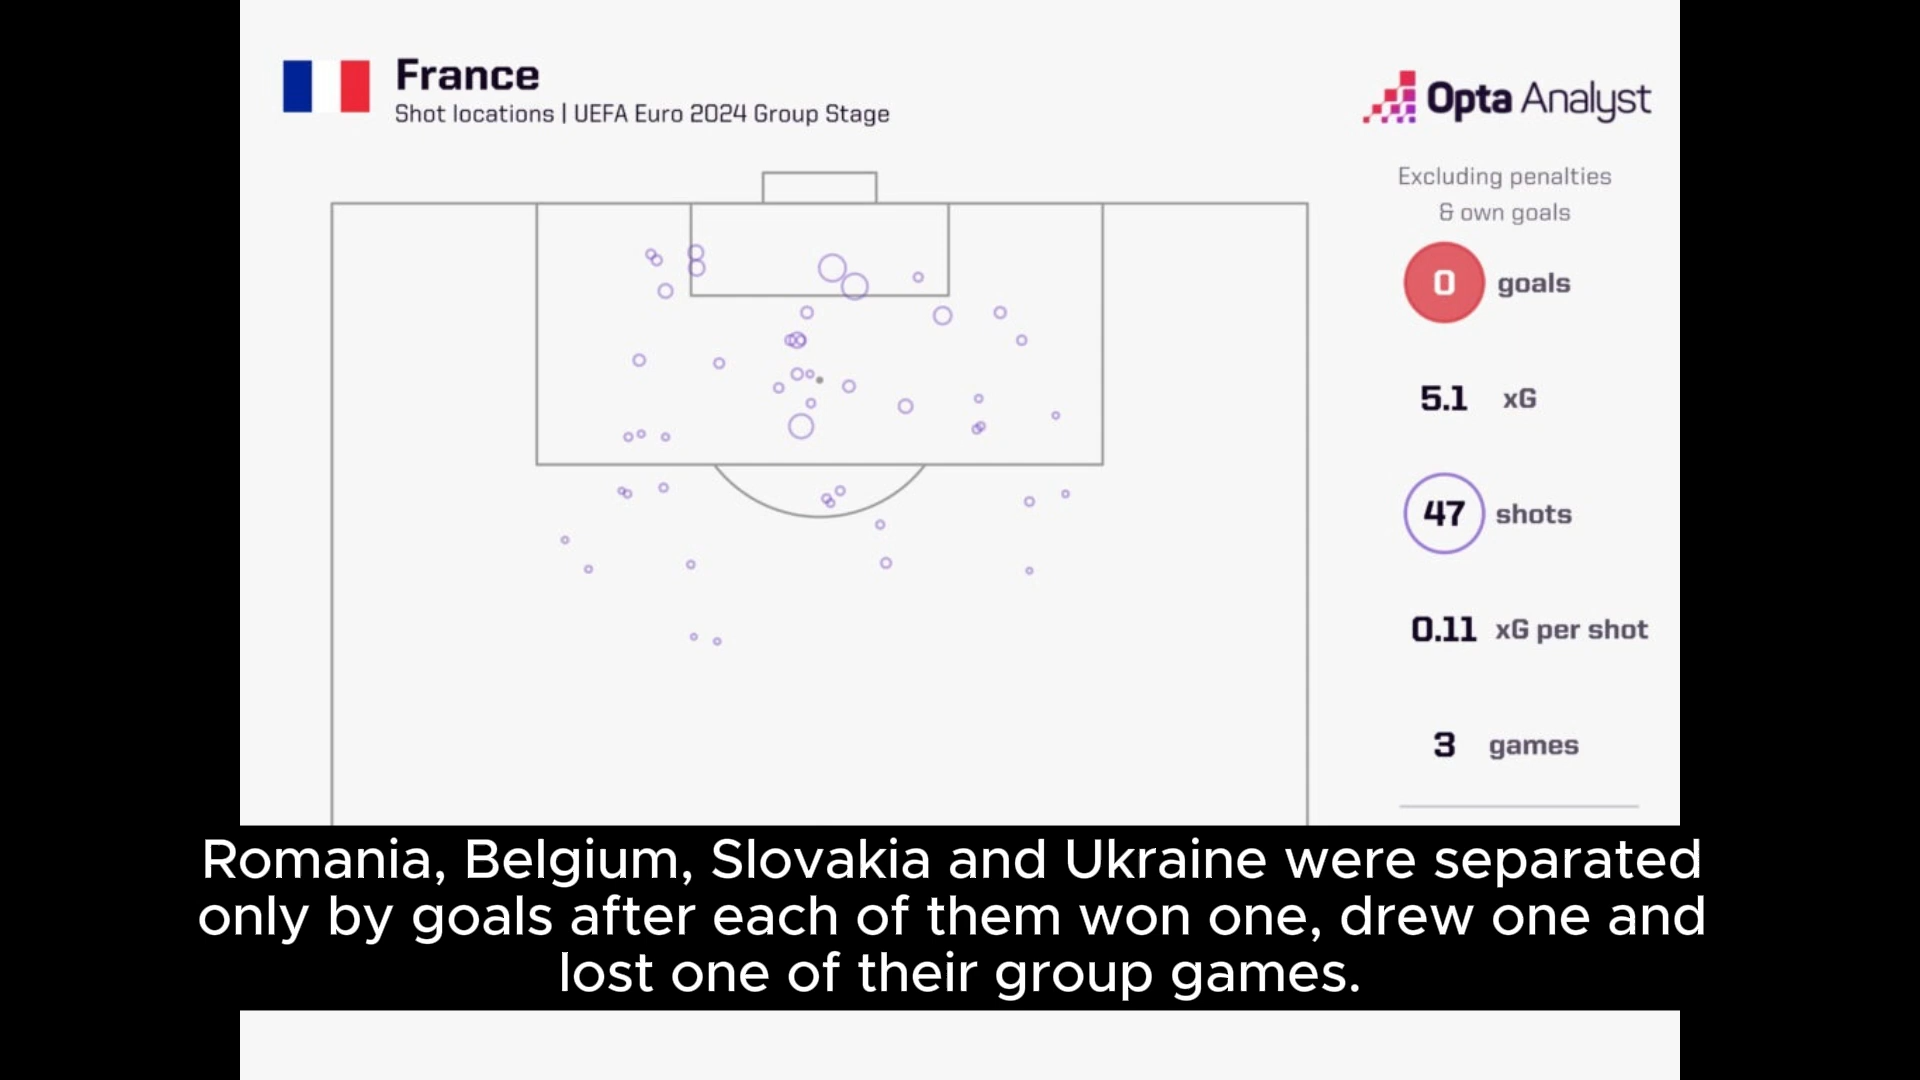 France
Shot locations | UEFA Euro 2024 Group Stage
Opta Analyst
Excluding penalties
& own goals
0 goals
5.1 xG
47 shots
0.11 xG per shot
3 games
Romania, Belgium, Slovakia and Ukraine were separated
only by goals after each of them won one, drew one and
lost one of their group games.